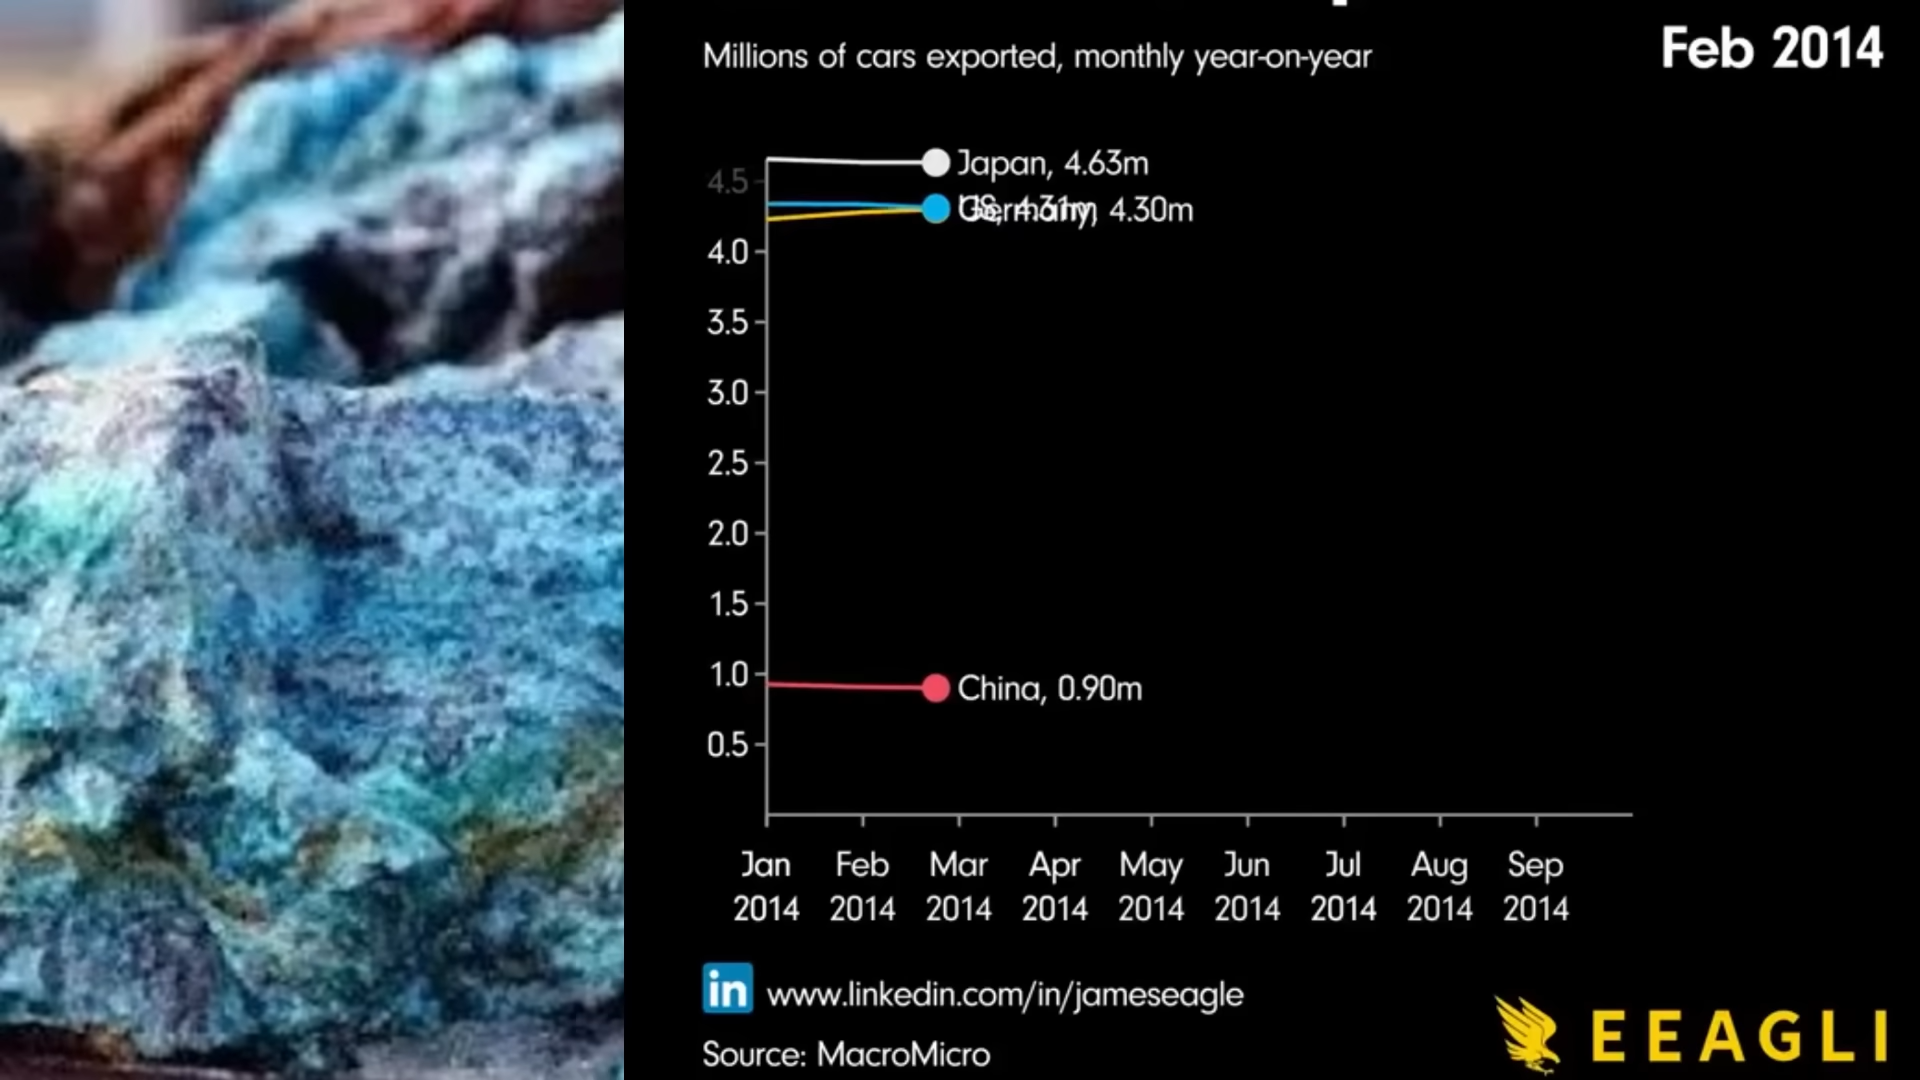 Millions of cars exported, monthly year-on-year
Feb 2014
4.5
Japan, 4.63m
4.30m
4.0
3.5
3.0
2.5
2.0
1.5
1.0
China, 0.90m
0.5
Jan Feb Mar Apr May Jun Jul Aug Sep
2014 2014 2014 2014 2014 2014 2014 2014 2014
in www.linkedin.com/in/jameseagle
Source: MacroMicro
EEAGLI